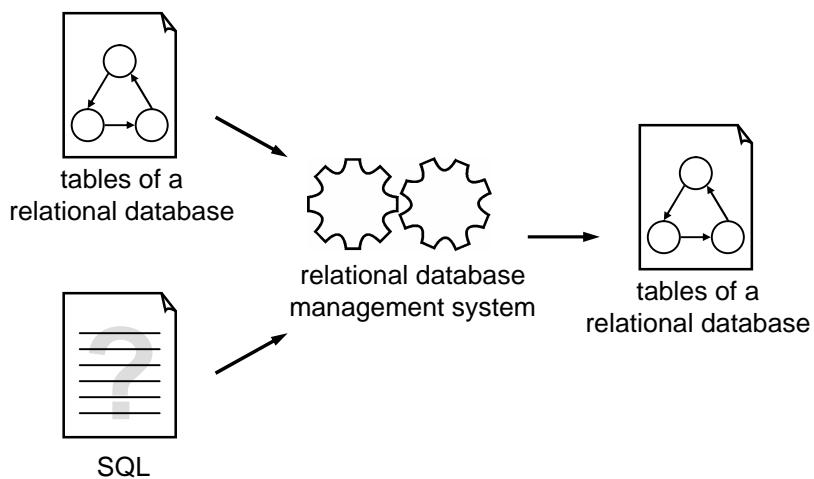 tables of a
relational database
relational database
management system
tables of a
relational database
?
SQL